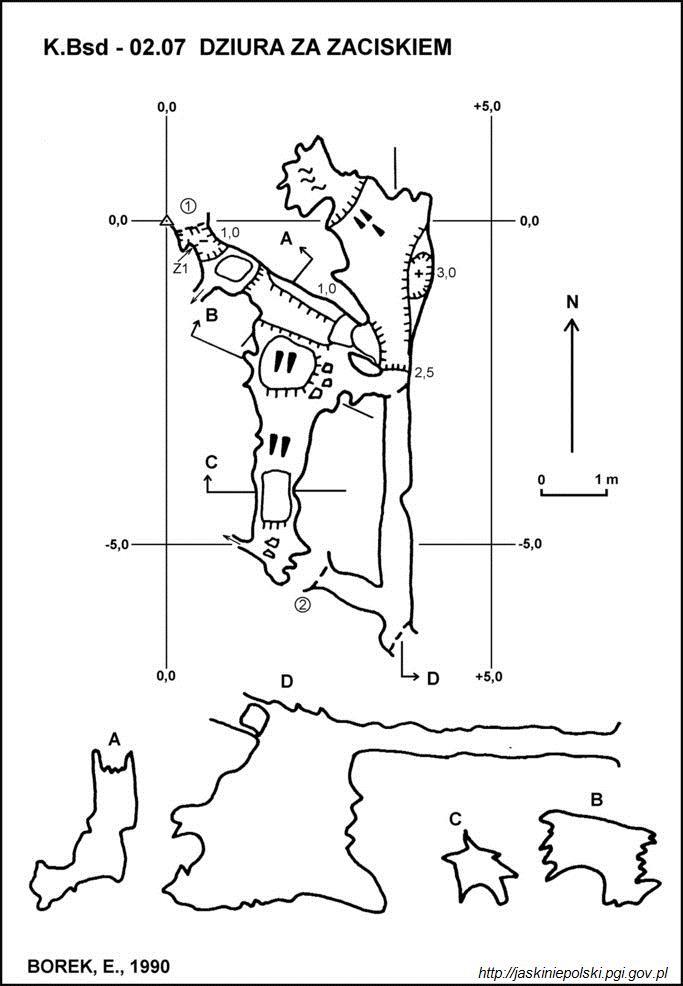 K.Bsd - 02.07 DZIURA ZA ZACISKIEM
0,0
+5,0
0,0
1
1,0
+0,0
A
Z1
1,0
3,0
B
N
2,5
C
0 1 m
-5,0
-5,0
2
0,0
+5,0
D
D
A
B
C
BOREK, E., 1990
http://jaskiniepolski.pgi.gov.pl